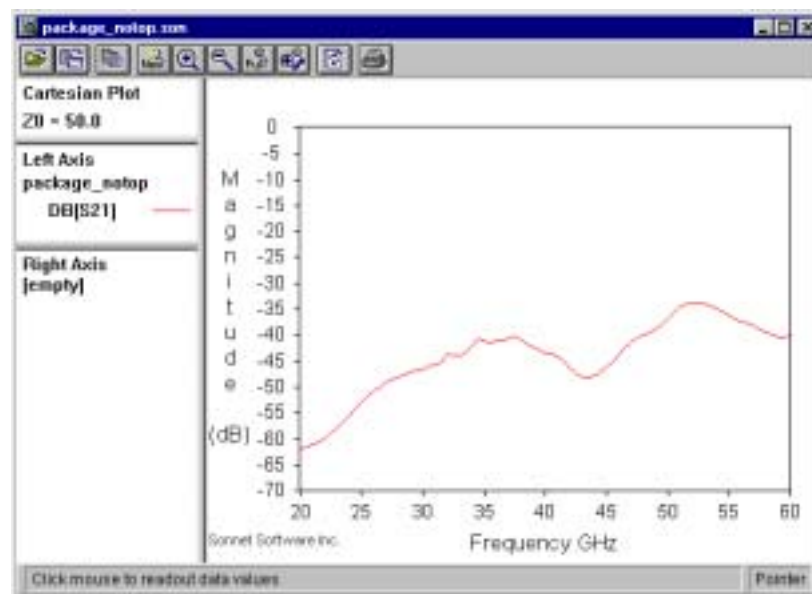 package_notop.son
Cartesian Plot
Z0 = 50.0
Left Axis
package_notop
DB[S21]
Right Axis
[empty]
Magnitude (dB)
0
-5
-10
-15
-20
-25
-30
-35
-40
-45
-50
-55
-60
-65
-70
20 25 30 35 40 45 50 55 60
Frequency GHz
Sonnet Software Inc.
Click mouse to readout data values
Pointer